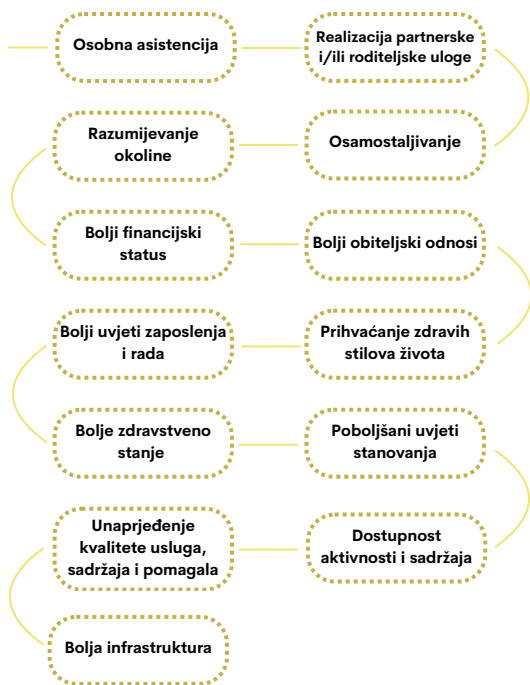 Osobna asistencija
Realizacija partnerske
i/ili roditeljske uloge
Osamostaljivanje
Razumijevanje
okoline
Bolji financijski
status
Bolji obiteljski odnosi
Prihvaćanje zdravih
stilova života
Bolji uvjeti zaposlenja
i rada
Bolje zdravstveno
stanje
Poboljšani uvjeti
stanovanja
Dostupnost
aktivnosti i sadržaja
Unaprjeđenje
kvalitete usluga,
sadržaja i pomagala
Bolja infrastruktura